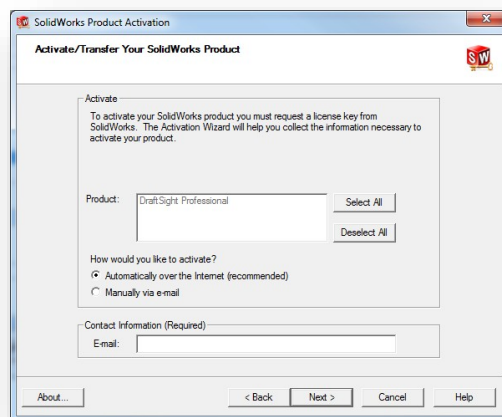 SolidWorks Product Activation
Activate/Transfer Your SolidWorks Product
SW
Activate
To activate your SolidWorks product you must request a license key from
SolidWorks. The Activation Wizard will help you collect the information necessary to
activate your product.
Product:
DraftSight Professional
Select All
Deselect All
How would you like to activate?
Automatically over the Internet (recommended)
Manually via e-mail
Contact Information (Required)
E-mail:
About...
< Back
Next >
Cancel
Help